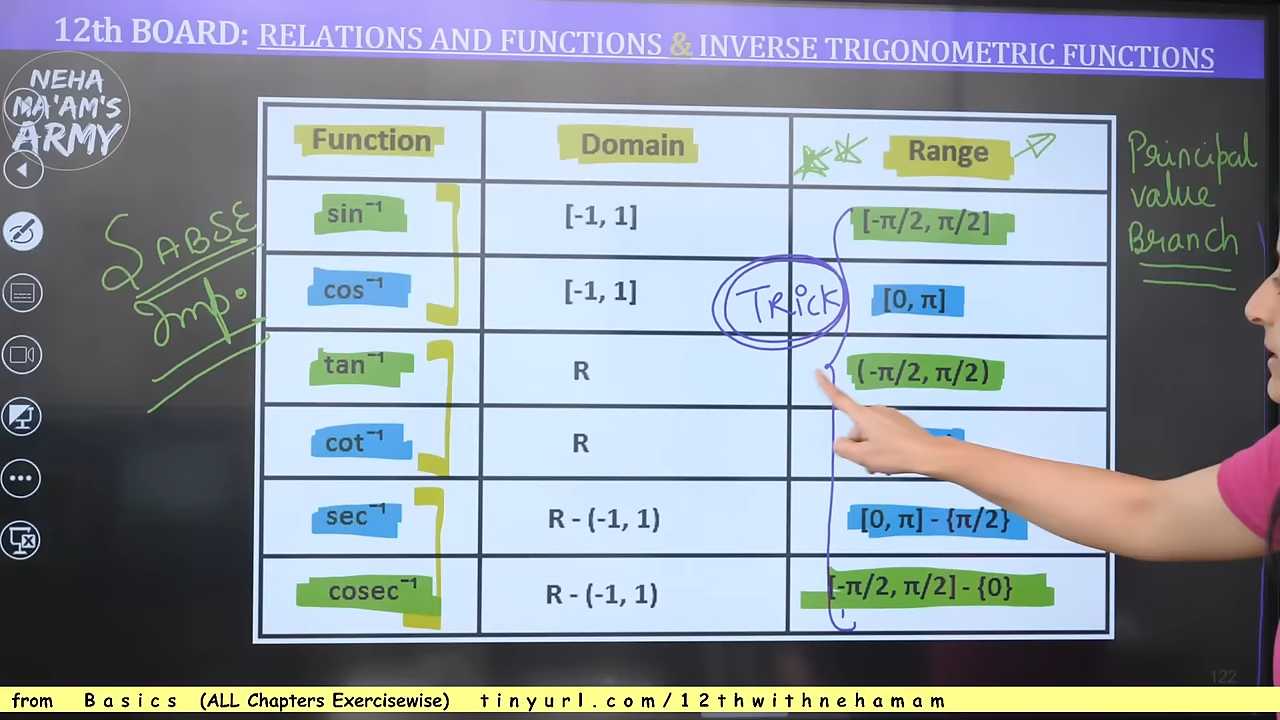 12th BOARD: RELATIONS AND FUNCTIONS & INVERSE TRIGONOMETRIC FUNCTIONS
NEHA
MA'AM'S
ARMY
Function Domain Range
Principal
value
Branch
SABSE
Imp.
sin⁻¹ [-1, 1] [-π/2, π/2]
cos⁻¹ [-1, 1] [0, π]
TRICK
tan⁻¹ R (-π/2, π/2)
cot⁻¹ R
sec⁻¹ R - (-1, 1) [0, π] - {π/2}
cosec⁻¹ R - (-1, 1) [-π/2, π/2] - {0}
122
from Basics (ALL Chapters Exercisewise) tinyurl.com/12thwithnehamam